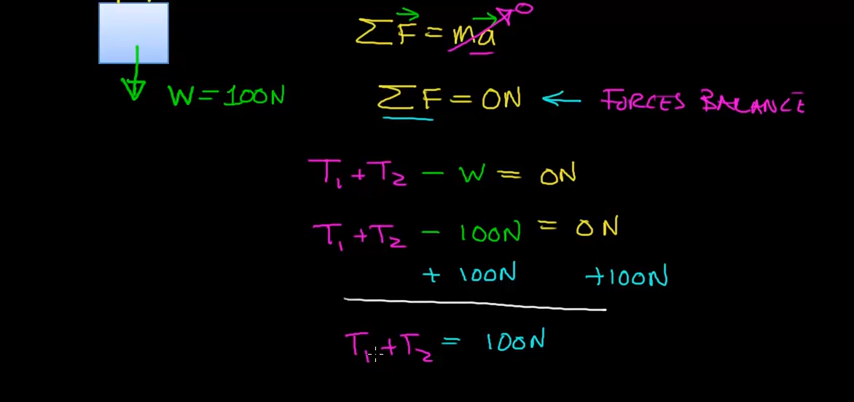 ΣF = ma 0
W = 100N
ΣF = 0N ← FORCES BALANCE
T₁ + T₂ - W = 0N
T₁ + T₂ - 100N = 0N
+ 100N +100N
T₁ + T₂ = 100N